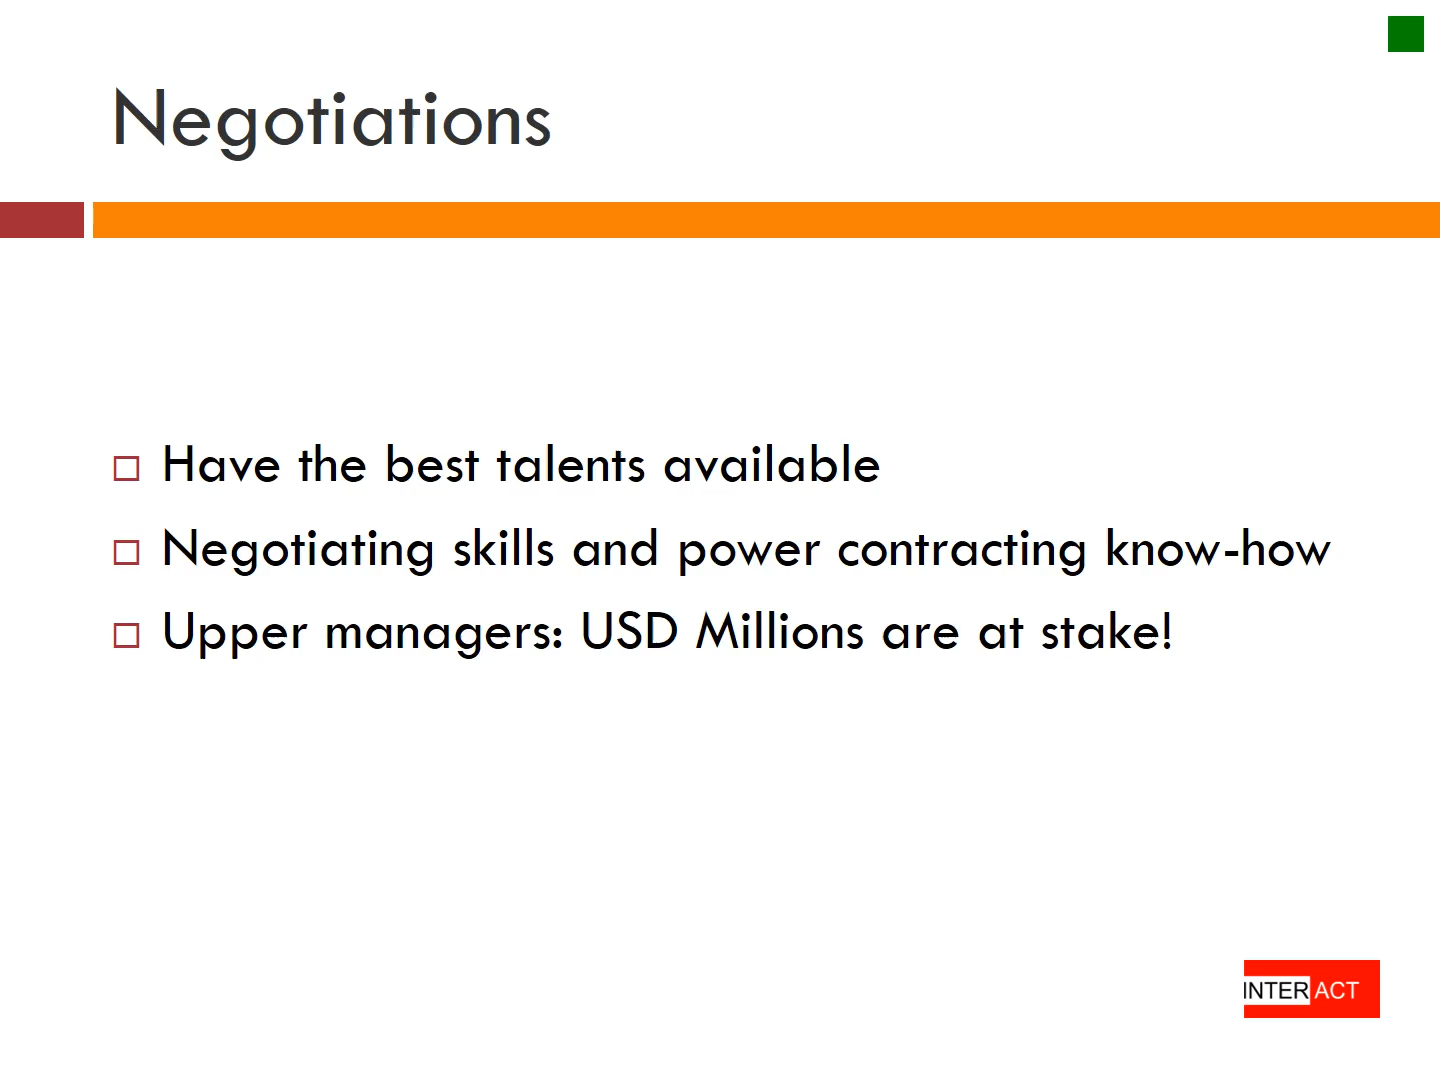 Negotiations
Have the best talents available
Negotiating skills and power contracting know-how
Upper managers: USD Millions are at stake!
INTERACT